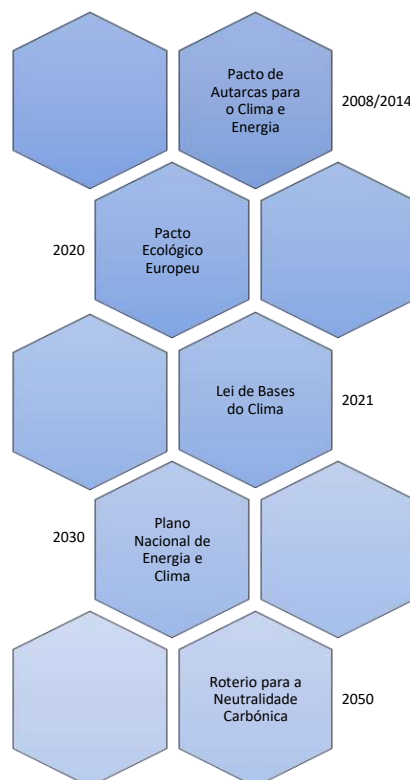 Pacto de
Autarcas para
o Clima e
Energia
2008/2014
2020
Pacto
Ecológico
Europeu
Lei de Bases
do Clima
2021
2030
Plano
Nacional de
Energia e
Clima
Roterio para a
Neutralidade
Carbónica
2050